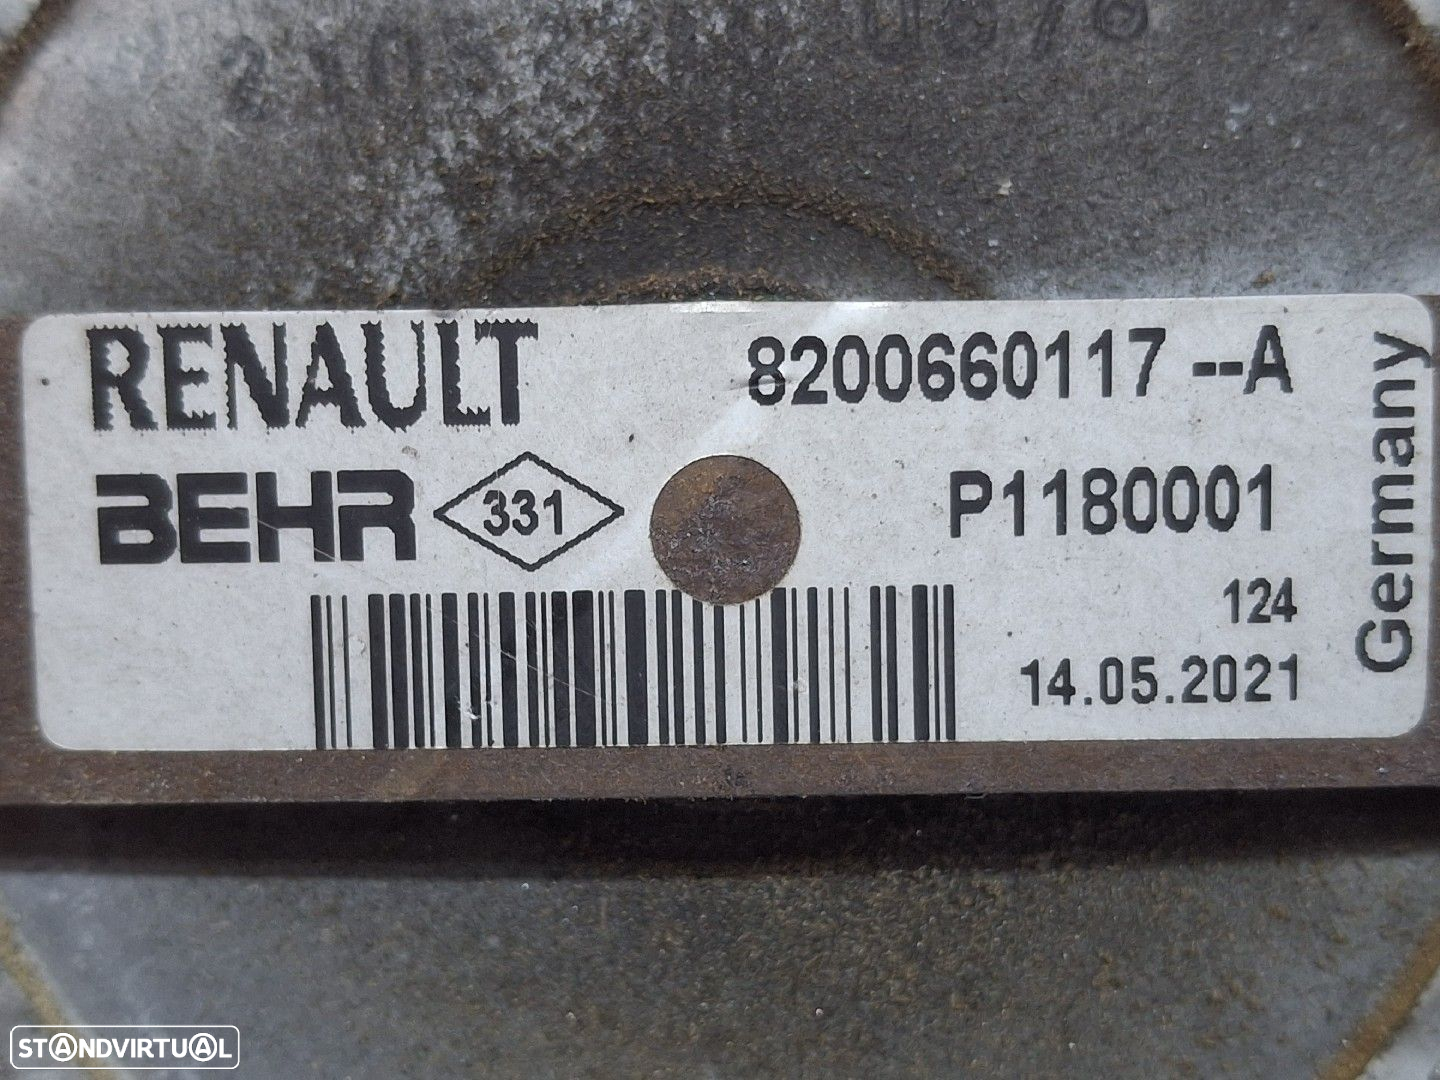 RENAULT 8200660117 --A
BEHR 331 P1180001
124
14.05.2021
Germany
STANDVIRTUAL